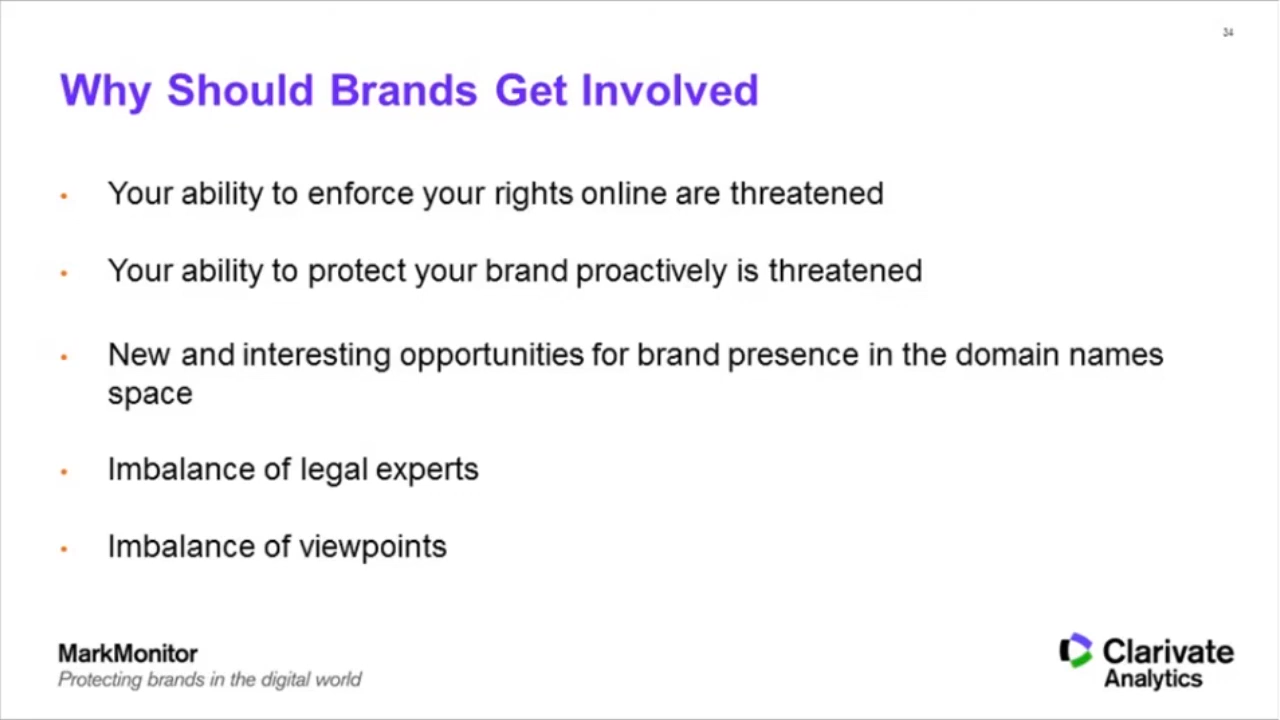 34
Why Should Brands Get Involved
• Your ability to enforce your rights online are threatened
• Your ability to protect your brand proactively is threatened
• New and interesting opportunities for brand presence in the domain names
space
• Imbalance of legal experts
• Imbalance of viewpoints
MarkMonitor
Protecting brands in the digital world
Clarivate
Analytics